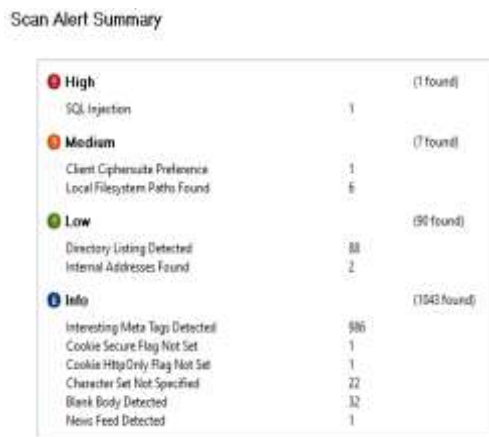 Scan Alert Summary
High (1 found)
SQL Injection 1
Medium (7 found)
Client Ciphersuite Preference 1
Local Filesystem Paths Found 6
Low (90 found)
Directory Listing Detected 88
Internal Addresses Found 2
Info (1043 found)
Interesting Meta Tags Detected 986
Cookie Secure Flag Not Set 1
Cookie HttpOnly Flag Not Set 1
Character Set Not Specified 22
Blank Body Detected 32
News Feed Detected 1